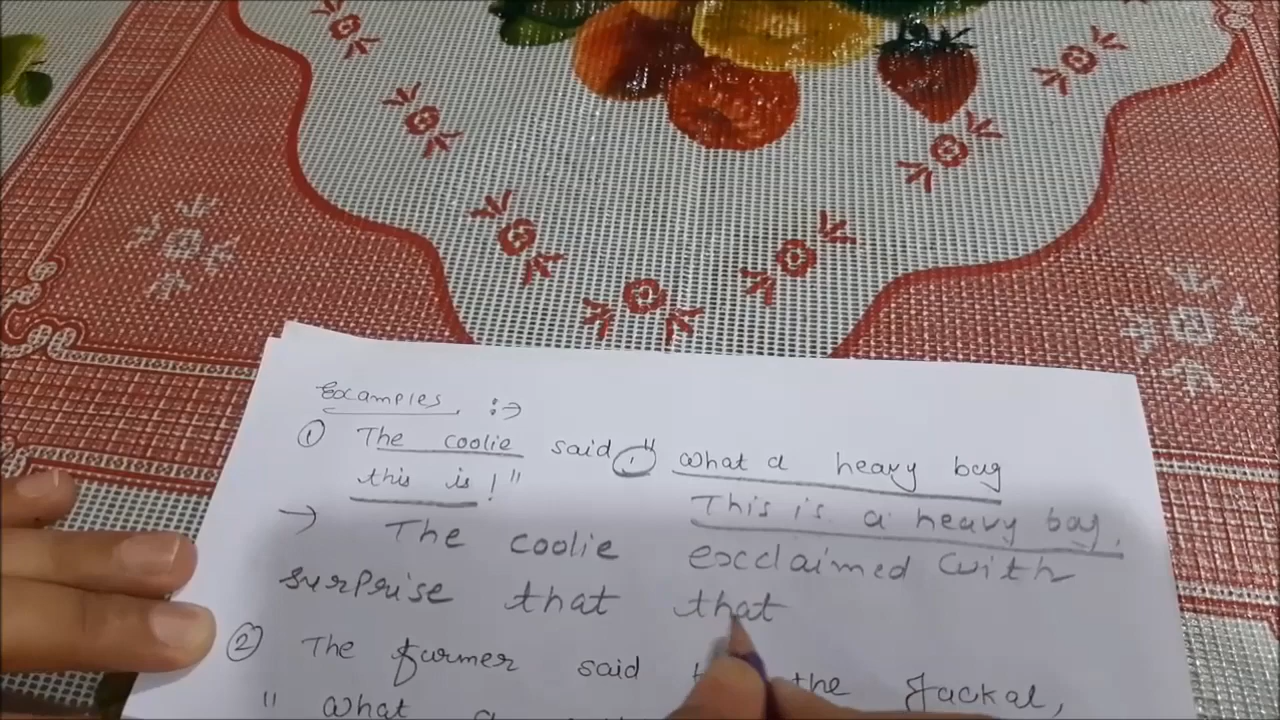 Examples :->
① The coolie said, "What a heavy bag
this is!"
This is a heavy bag.
→ The coolie exclaimed with
surprise that that
② The farmer said the Jackal,
" What a